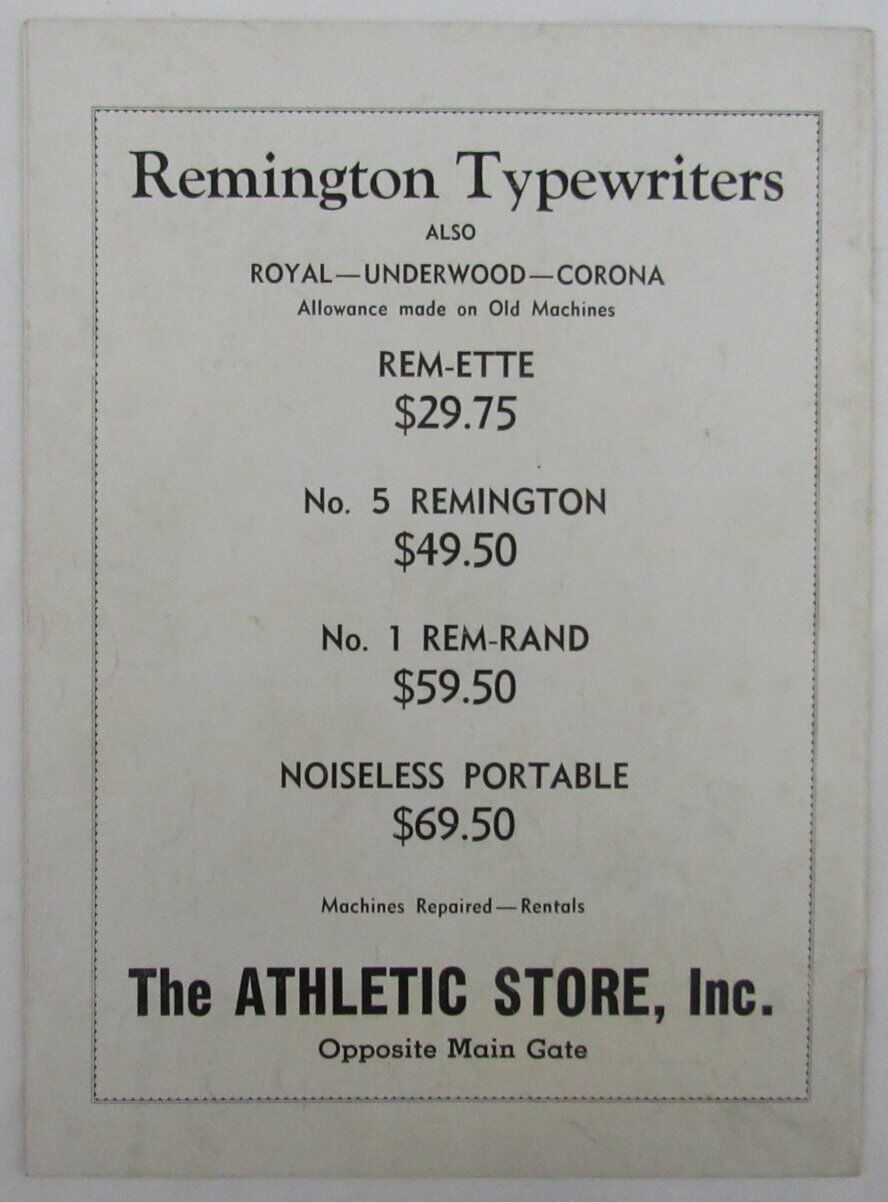 Remington Typewriters
ALSO
ROYAL—UNDERWOOD—CORONA
Allowance made on Old Machines
REM-ETTE
$29.75
No. 5 REMINGTON
$49.50
No. 1 REM-RAND
$59.50
NOISELESS PORTABLE
$69.50
Machines Repaired—Rentals
The ATHLETIC STORE, Inc.
Opposite Main Gate